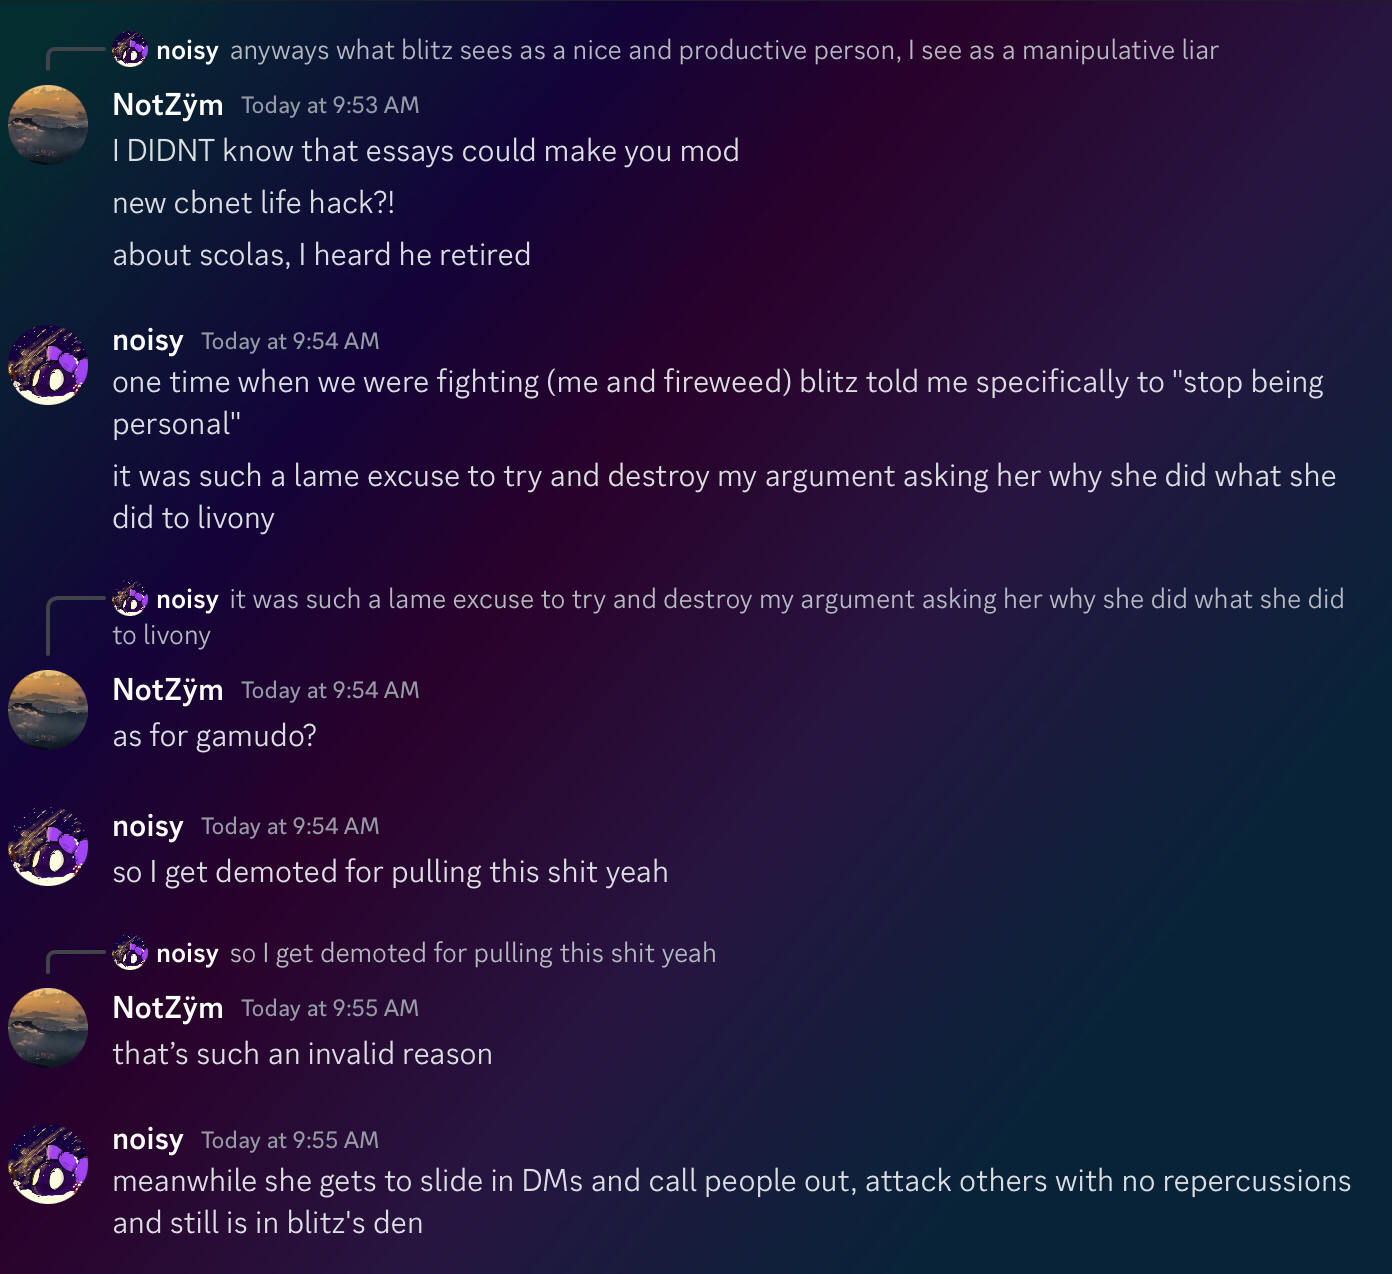 noisy anyways what blitz sees as a nice and productive person, I see as a manipulative liar
NotZÿm Today at 9:53 AM
I DIDNT know that essays could make you mod
new cbnet life hack?!
about scolas, I heard he retired
noisy Today at 9:54 AM
one time when we were fighting (me and fireweed) blitz told me specifically to "stop being
personal"
it was such a lame excuse to try and destroy my argument asking her why she did what she
did to livony
noisy it was such a lame excuse to try and destroy my argument asking her why she did what she did
to livony
NotZÿm Today at 9:54 AM
as for gamudo?
noisy Today at 9:54 AM
so I get demoted for pulling this shit yeah
noisy so I get demoted for pulling this shit yeah
NotZÿm Today at 9:55 AM
that’s such an invalid reason
noisy Today at 9:55 AM
meanwhile she gets to slide in DMs and call people out, attack others with no repercussions
and still is in blitz's den